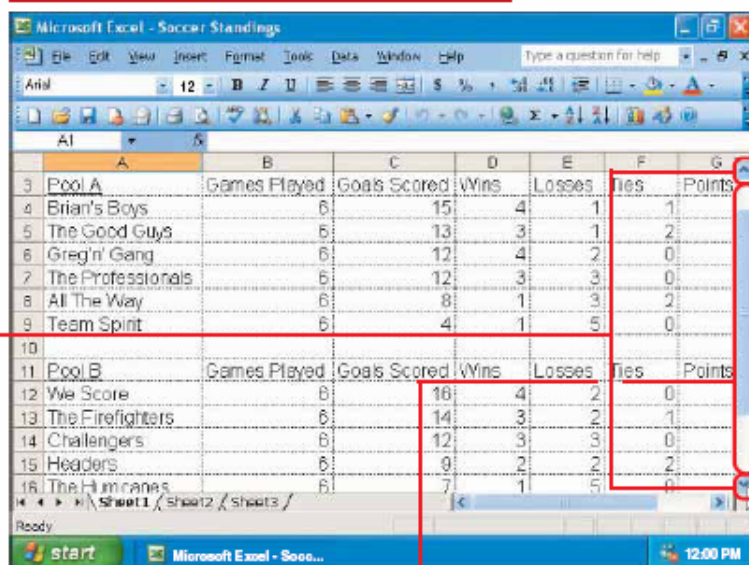 Microsoft Excel - Soccer Standings
File Edit View Insert Format Tools Data Window Help Type a question for help
Arial 12 B I U $ % ,
A1
A B C D E F G
3 Pool A Games Played Goals Scored Wins Losses Ties Points
4 Brian's Boys 6 15 4 1 1
5 The Good Guys 6 13 3 1 2
6 Greg'n' Gang 6 12 4 2 0
7 The Professionals 6 12 3 3 0
8 All The Way 6 8 1 3 2
9 Team Spirit 6 4 1 5 0
10
11 Pool B Games Played Goals Scored Wins Losses Ties Points
12 We Score 6 16 4 2 0
13 The Firefighters 6 14 3 2 1
14 Challengers 6 12 3 3 0
15 Headers 6 9 2 2 2
16 The Hurricanes 6 7 1 5 0
Sheet1 / Sheet2 / Sheet3 /
Ready
start Microsoft Excel - Socc... 12:00 PM